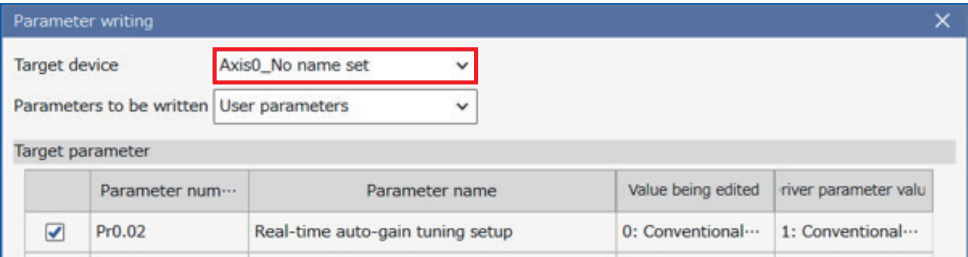 Parameter writing
Target device Axis0_No name set
Parameters to be written User parameters
Target parameter
Parameter num… Parameter name Value being edited river parameter valu
Pr0.02 Real-time auto-gain tuning setup 0: Conventional… 1: Conventional…